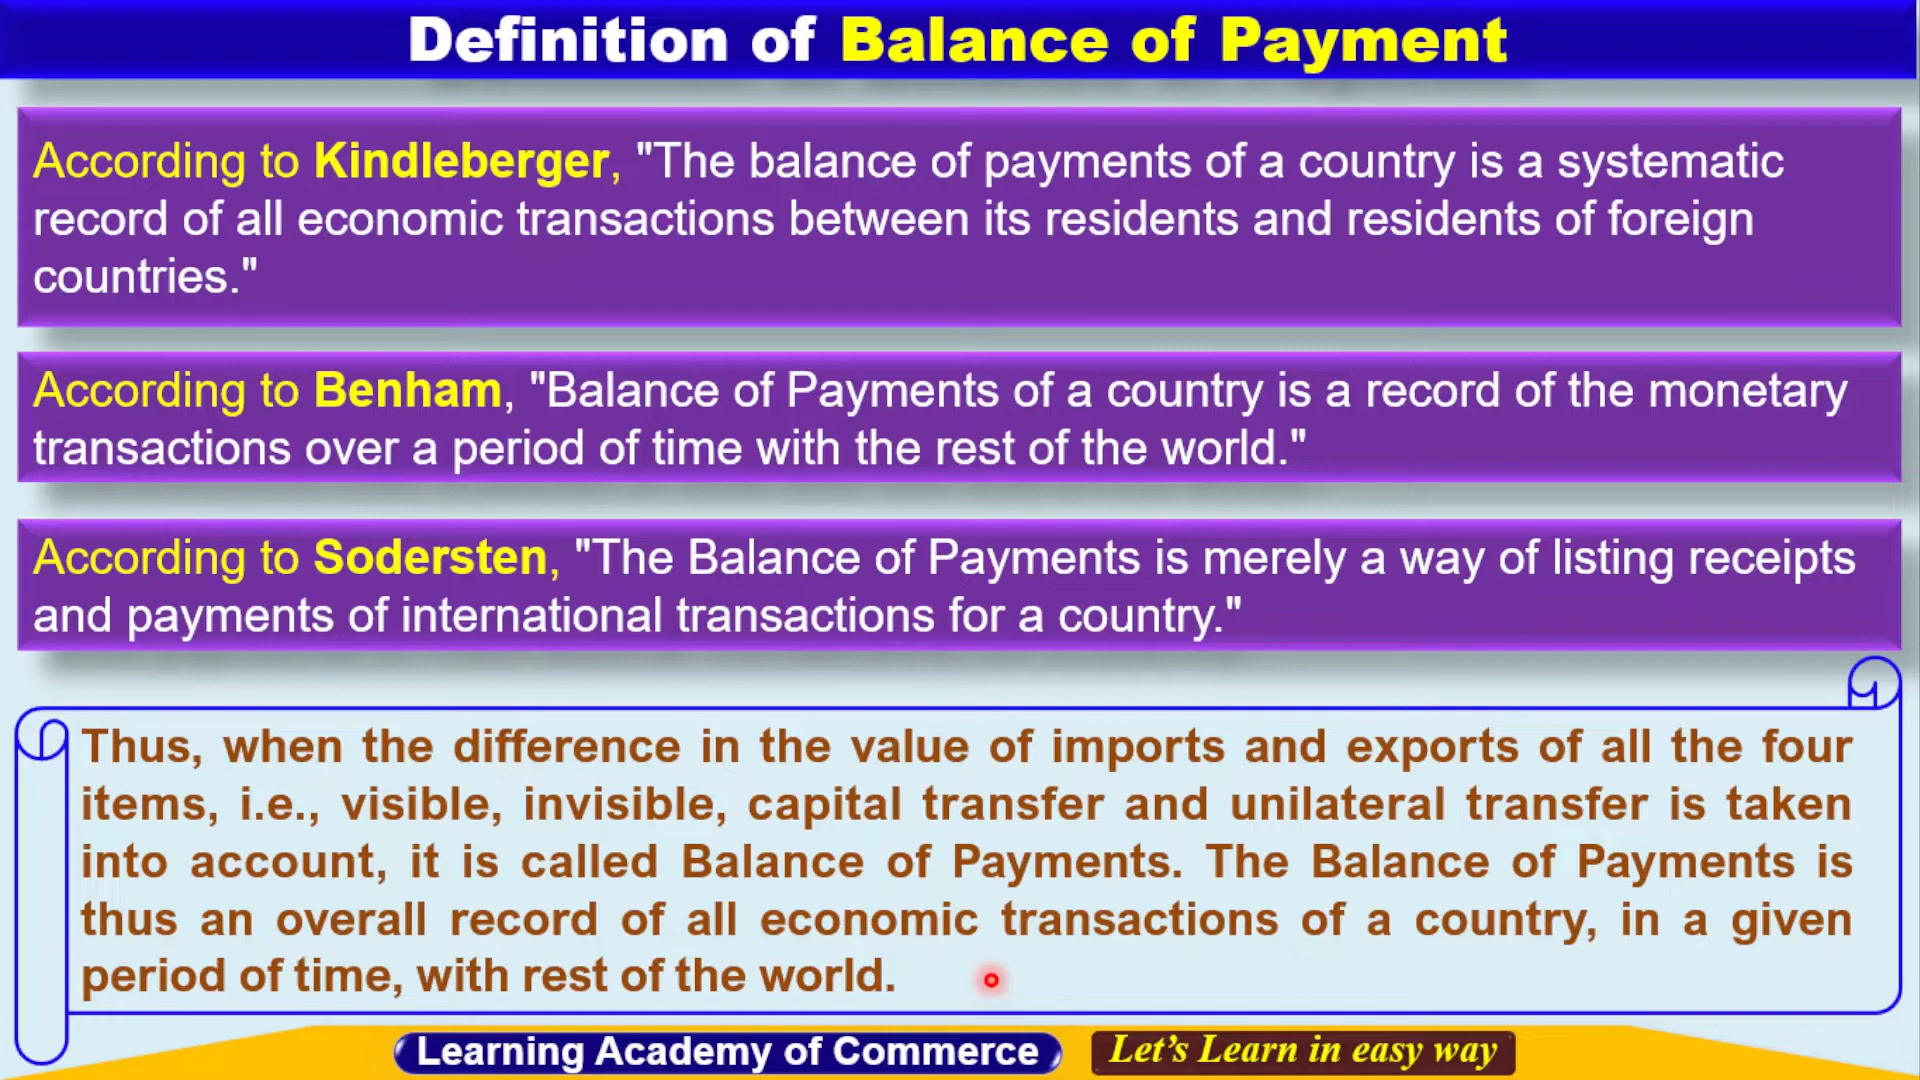 Definition of Balance of Payment
According to Kindleberger, "The balance of payments of a country is a systematic
record of all economic transactions between its residents and residents of foreign
countries."
According to Benham, "Balance of Payments of a country is a record of the monetary
transactions over a period of time with the rest of the world."
According to Sodersten, "The Balance of Payments is merely a way of listing receipts
and payments of international transactions for a country."
Thus, when the difference in the value of imports and exports of all the four
items, i.e., visible, invisible, capital transfer and unilateral transfer is taken
into account, it is called Balance of Payments. The Balance of Payments is
thus an overall record of all economic transactions of a country, in a given
period of time, with rest of the world.
Learning Academy of Commerce
Let’s Learn in easy way